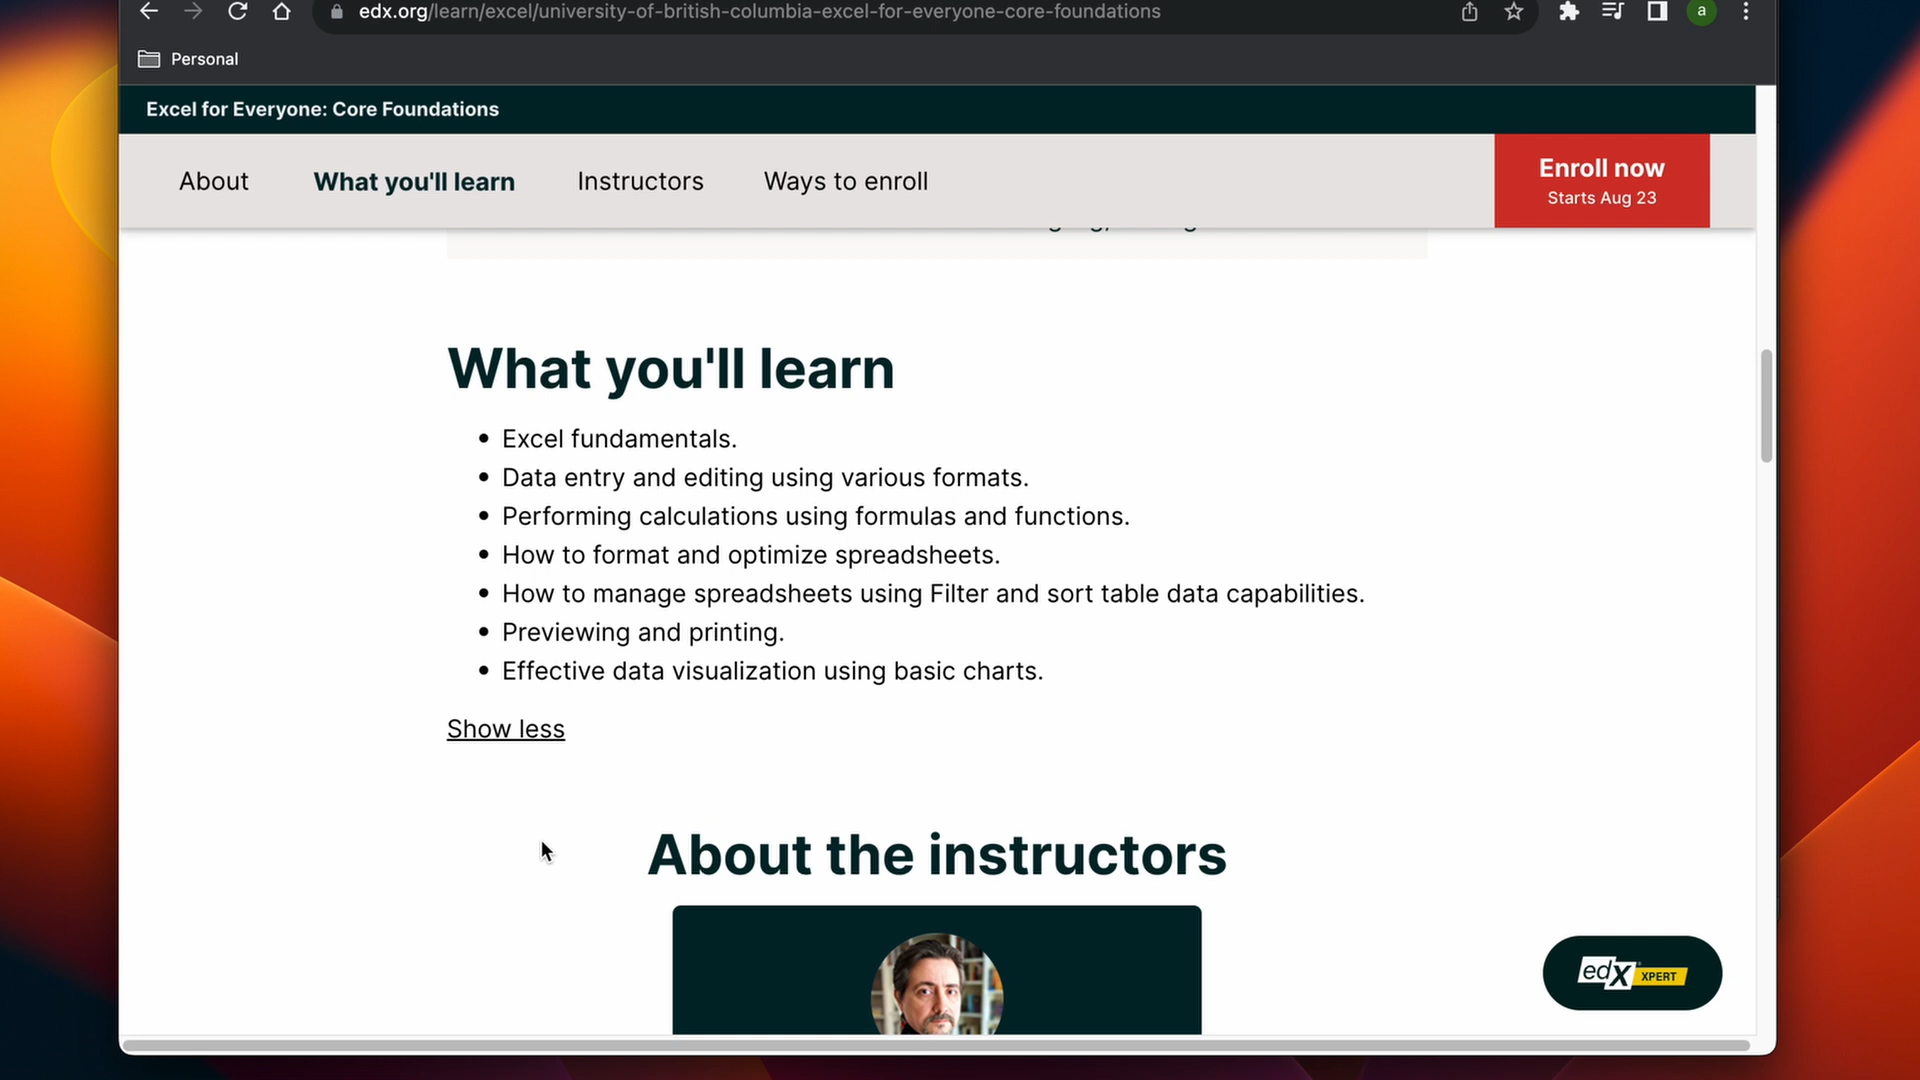 edx.org/learn/excel/university-of-british-columbia-excel-for-everyone-core-foundations
a
Personal
Excel for Everyone: Core Foundations
About
What you'll learn
Instructors
Ways to enroll
Enroll now
Starts Aug 23
What you'll learn
• Excel fundamentals.
• Data entry and editing using various formats.
• Performing calculations using formulas and functions.
• How to format and optimize spreadsheets.
• How to manage spreadsheets using Filter and sort table data capabilities.
• Previewing and printing.
• Effective data visualization using basic charts.
Show less
About the instructors
edX XPERT